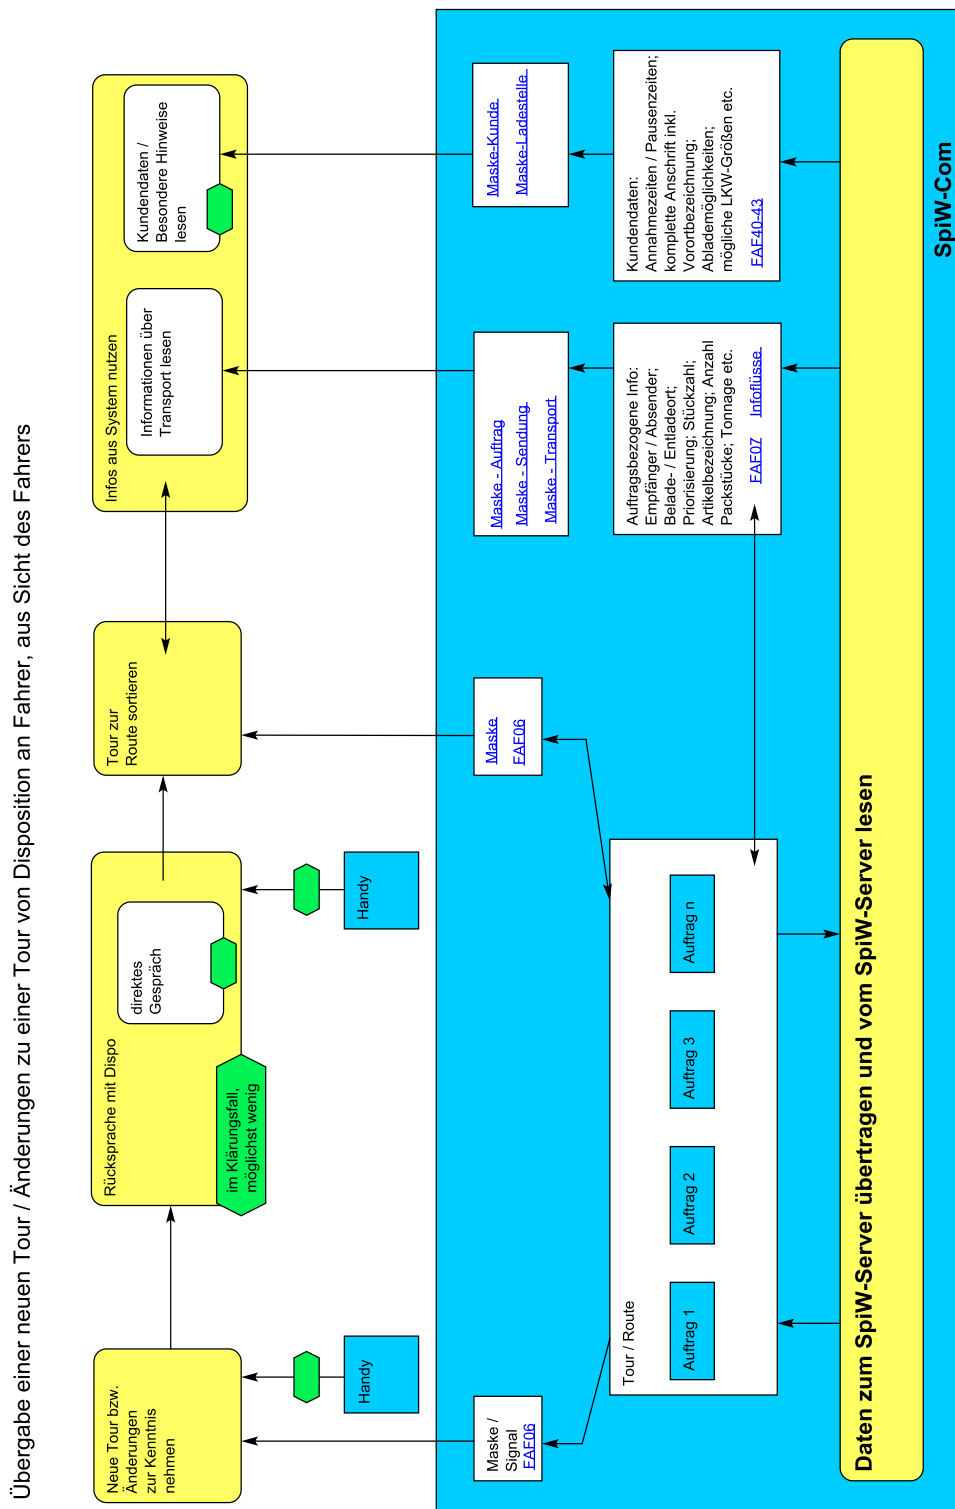 Übergabe einer neuen Tour / Änderungen zu einer Tour von Disposition an Fahrer, aus Sicht des Fahrers
Neue Tour bzw.
Änderungen
zur Kenntnis
nehmen
Rücksprache mit Dispo
direktes
Gespräch
im Klärungsfall,
möglichst wenig
Tour zur
Route sortieren
Infos aus System nutzen
Informationen über
Transport lesen
Kundendaten /
Besondere Hinweise
lesen
Handy
Handy
Maske /
Signal
FAF06
Maske
FAF06
Maske - Auftrag
Maske - Sendung
Maske - Transport
Maske-Kunde
Maske-Ladestelle
Tour / Route
Auftrag 1
Auftrag 2
Auftrag 3
Auftrag n
Auftragsbezogene Info:
Empfänger / Absender;
Belade- / Entladeort;
Priorisierung; Stückzahl;
Artikelbezeichnung; Anzahl
Packstücke; Tonnage etc.
FAF07 Infoflüsse
Kundendaten:
Annahmezeiten / Pausenzeiten;
komplette Anschrift inkl.
Vorortbezeichnung;
Ablademöglichkeiten;
mögliche LKW-Größen etc.
FAF40-43
Daten zum SpiW-Server übertragen und vom SpiW-Server lesen
SpiW-Com